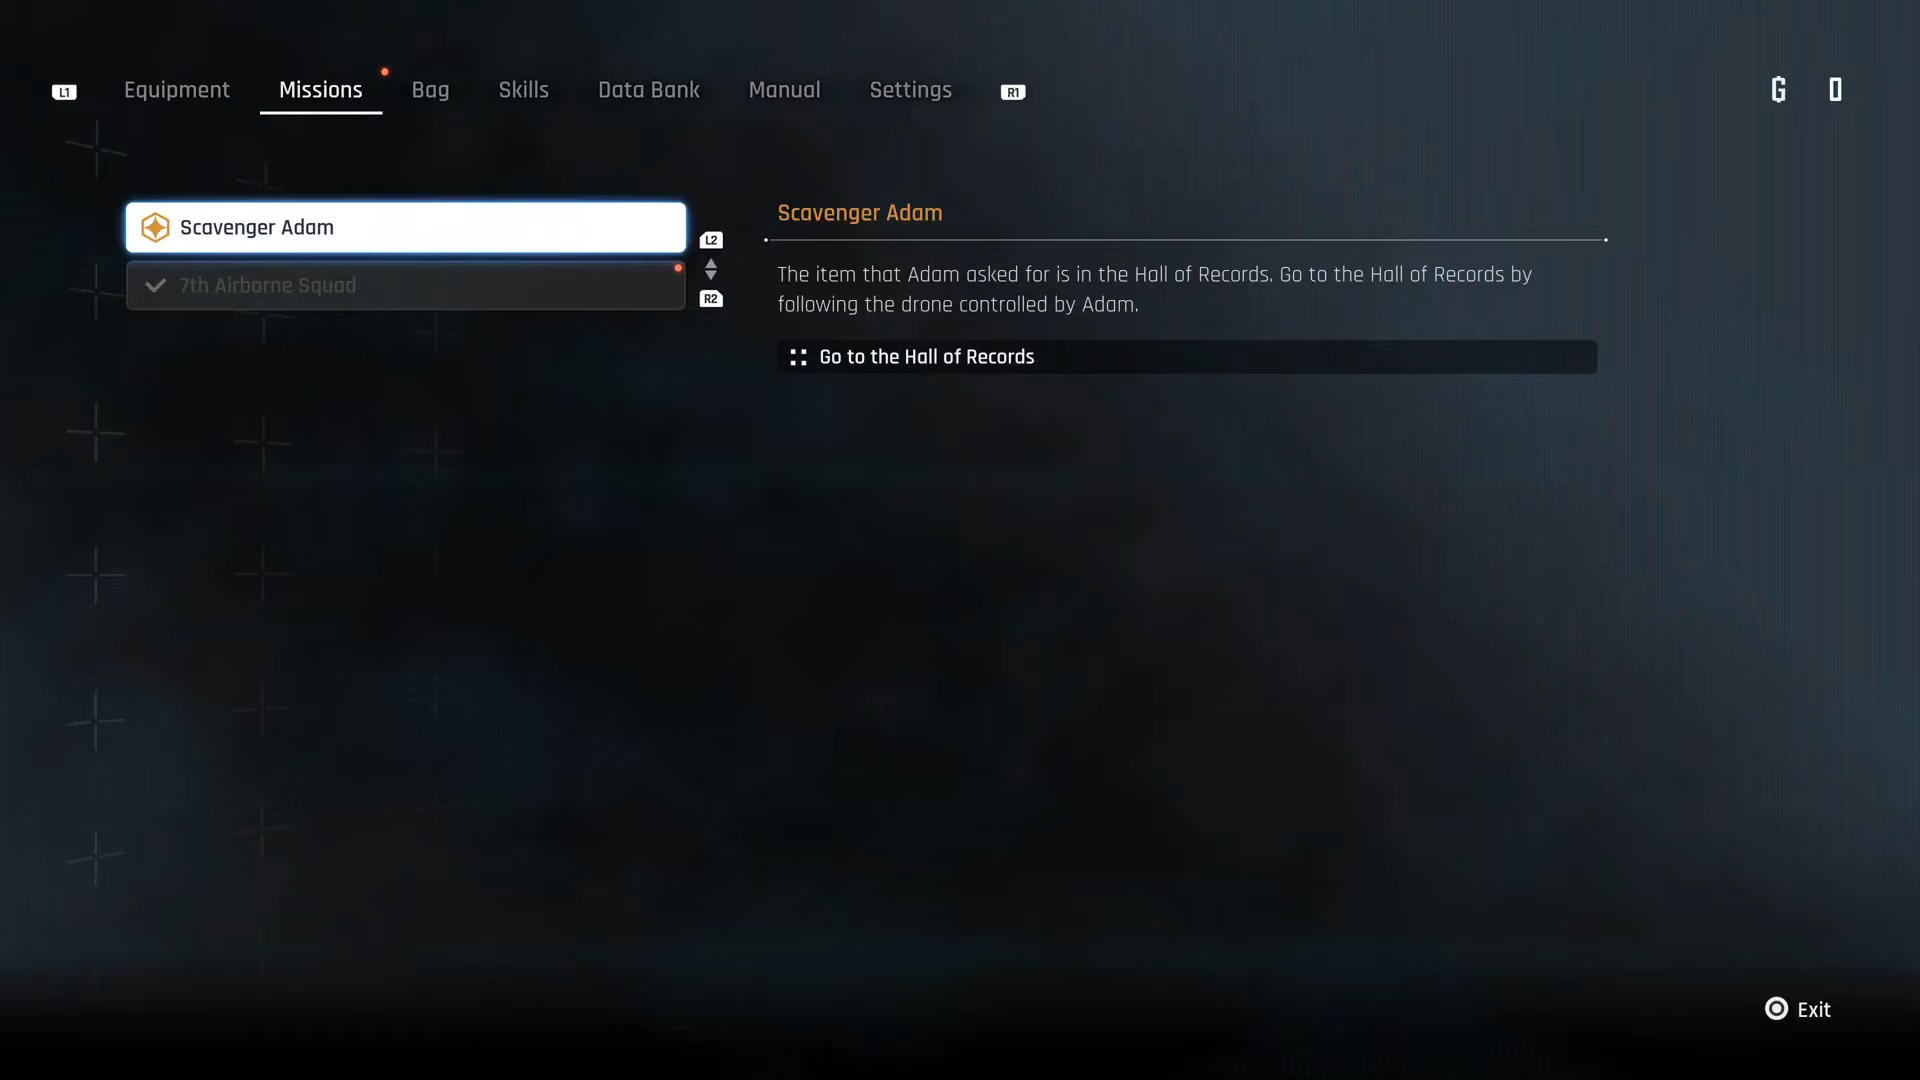 L1 Equipment Missions Bag Skills Data Bank Manual Settings R1 G 0
Scavenger Adam
L2
7th Airborne Squad
R2
Scavenger Adam
The item that Adam asked for is in the Hall of Records. Go to the Hall of Records by
following the drone controlled by Adam.
Go to the Hall of Records
Exit